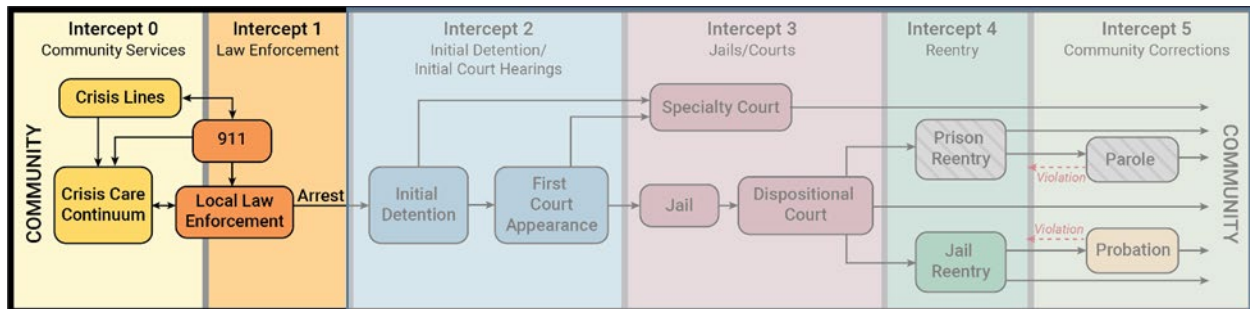 Intercept 0
Community Services
Intercept 1
Law Enforcement
Intercept 2
Initial Detention/
Initial Court Hearings
Intercept 3
Jails/Courts
Intercept 4
Reentry
Intercept 5
Community Corrections
COMMUNITY
Crisis Lines
911
Crisis Care
Continuum
Local Law
Enforcement
Arrest
Initial
Detention
First
Court
Appearance
Specialty Court
Jail
Dispositional
Court
Prison
Reentry
Violation
Parole
Jail
Reentry
Violation
Probation
COMMUNITY